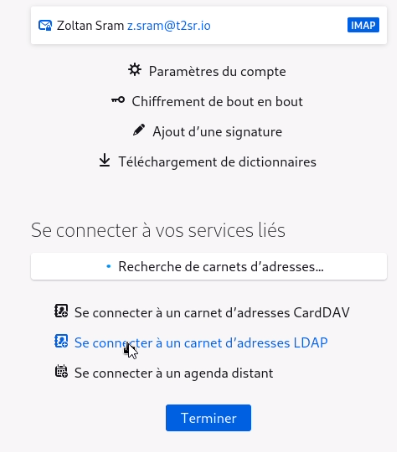 Zoltan Sram z.sram@t2sr.io IMAP
Paramètres du compte
Chiffrement de bout en bout
Ajout d’une signature
Téléchargement de dictionnaires
Se connecter à vos services liés
Recherche de carnets d’adresses…
Se connecter à un carnet d’adresses CardDAV
Se connecter à un carnet d’adresses LDAP
Se connecter à un agenda distant
Terminer